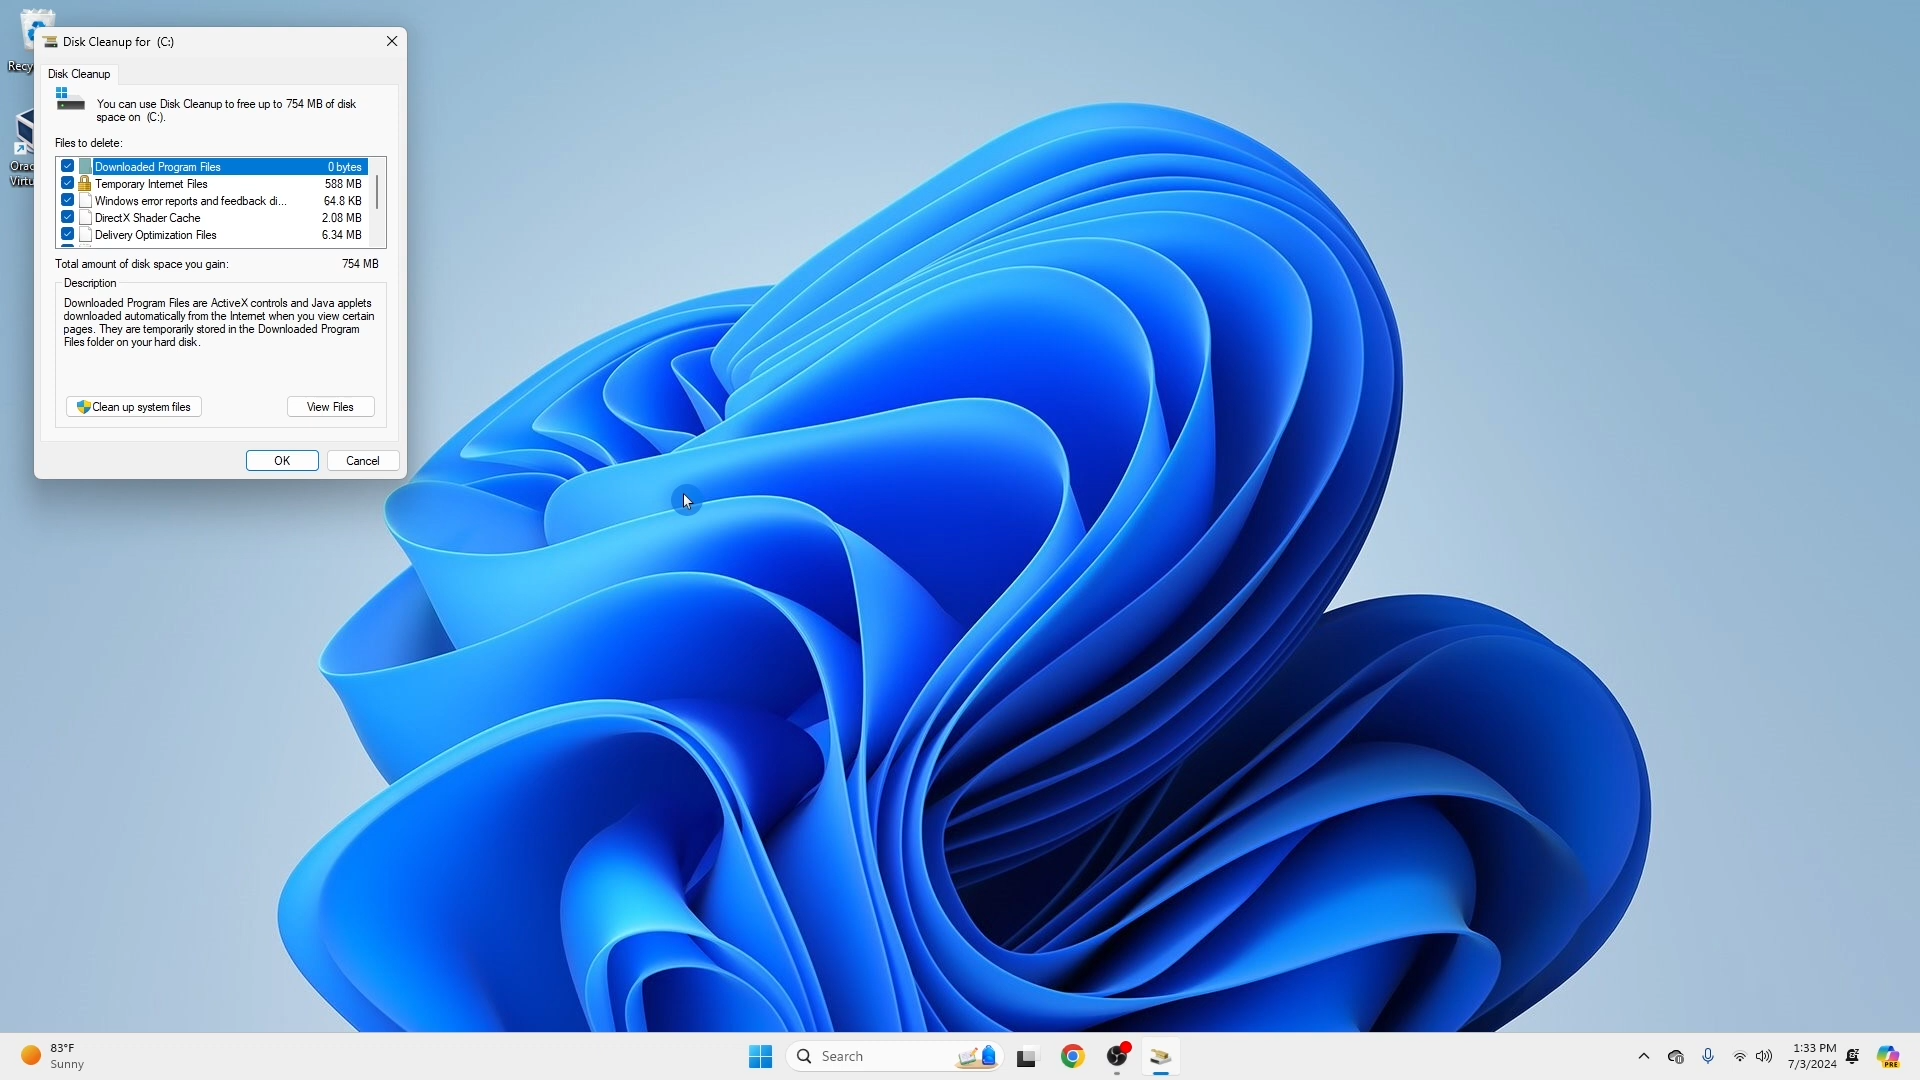 Recy
Orac
Virtu
Disk Cleanup for (C:)
Disk Cleanup
You can use Disk Cleanup to free up to 754 MB of disk
space on (C:).
Files to delete:
Downloaded Program Files 0 bytes
Temporary Internet Files 588 MB
Windows error reports and feedback di... 64.8 KB
DirectX Shader Cache 2.08 MB
Delivery Optimization Files 6.34 MB
Total amount of disk space you gain: 754 MB
Description
Downloaded Program Files are ActiveX controls and Java applets
downloaded automatically from the Internet when you view certain
pages. They are temporarily stored in the Downloaded Program
Files folder on your hard disk.
Clean up system files View Files
OK Cancel
83°F
Sunny
Search
1:33 PM
7/3/2024
PRE